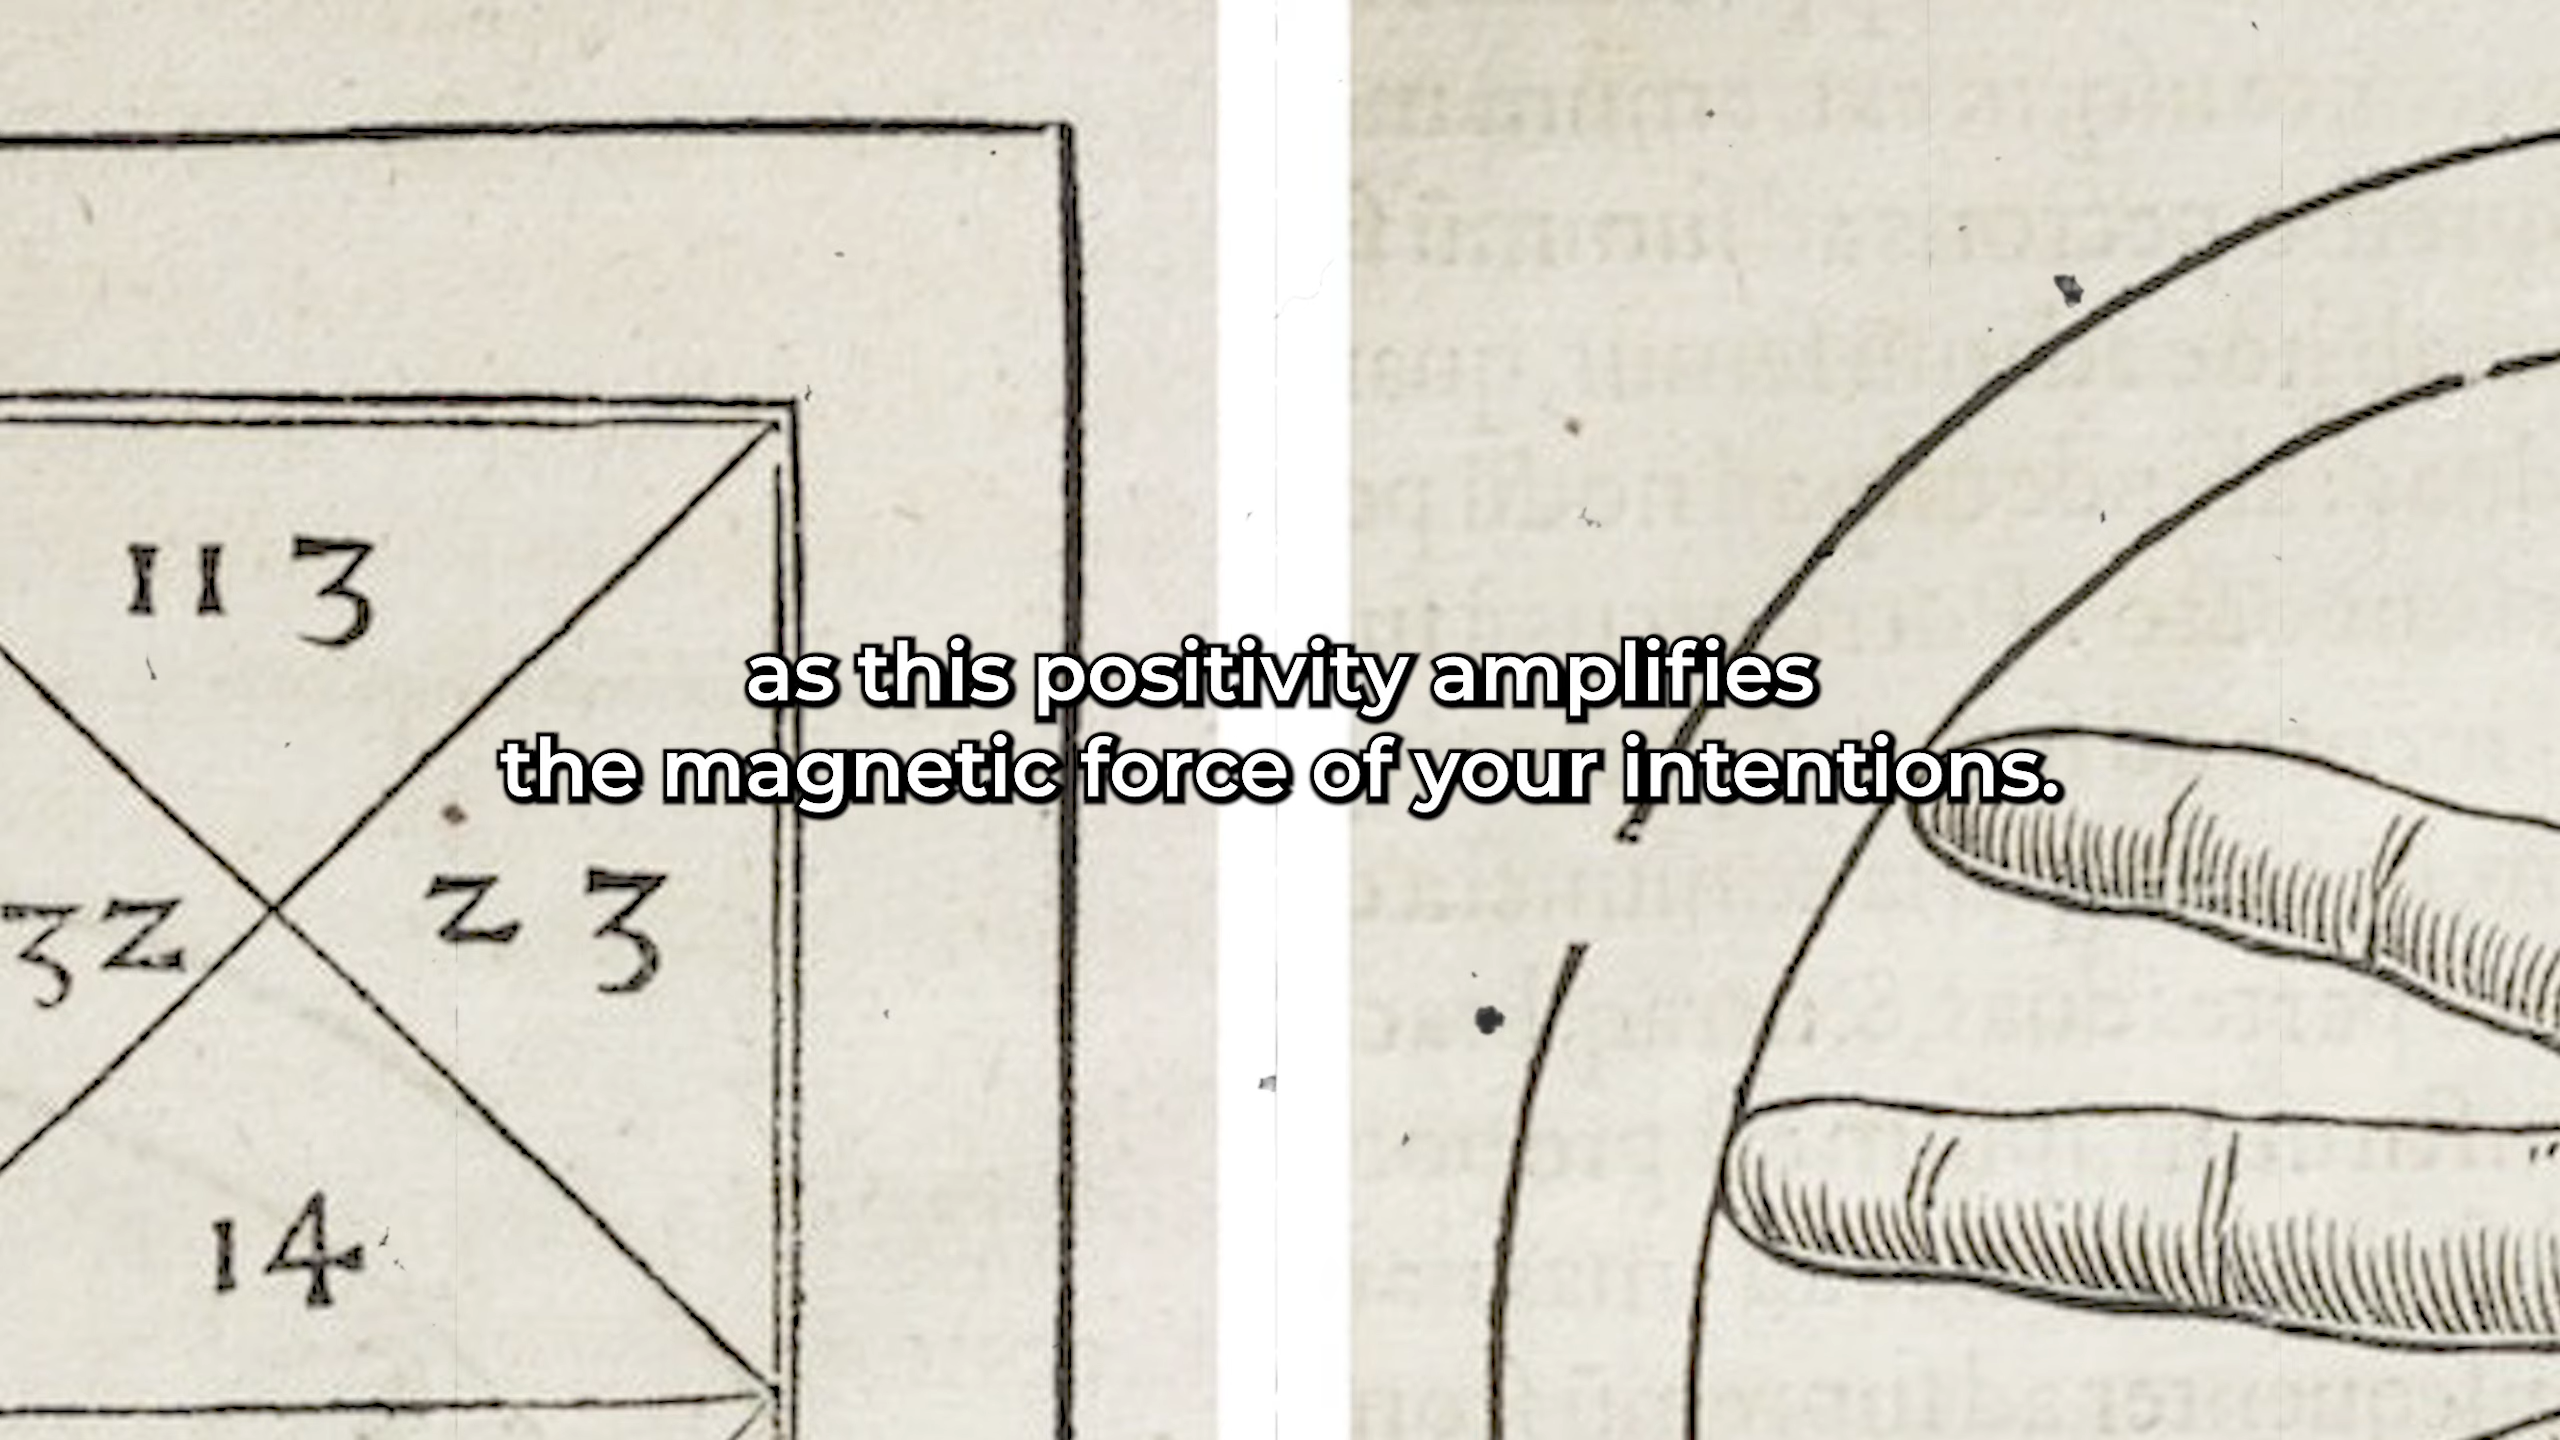 as this positivity amplifies
the magnetic force of your intentions.
113
32
23
14